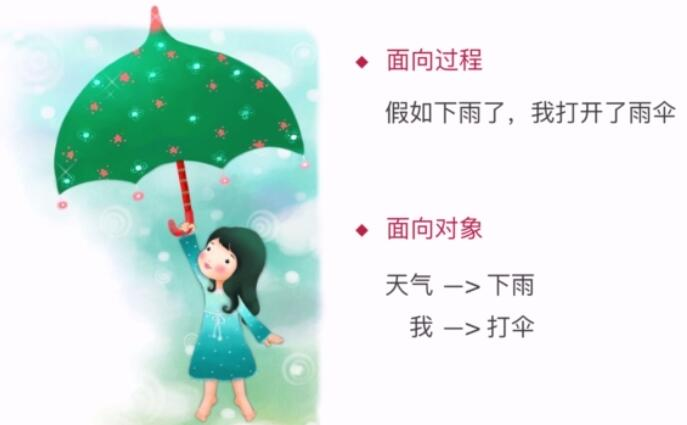 面向过程
假如下雨了，我打开了雨伞
面向对象
天气 —> 下雨
我 —> 打伞